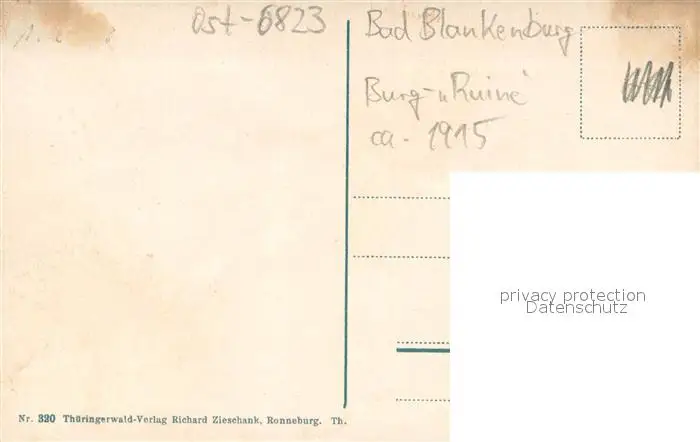 Ost-6823
Bad Blankenburg
Burg- u Ruine
ca. 1915
privacy protection
Datenschutz
Nr. 320 Thüringerwald-Verlag Richard Zieschank, Ronneburg. Th.